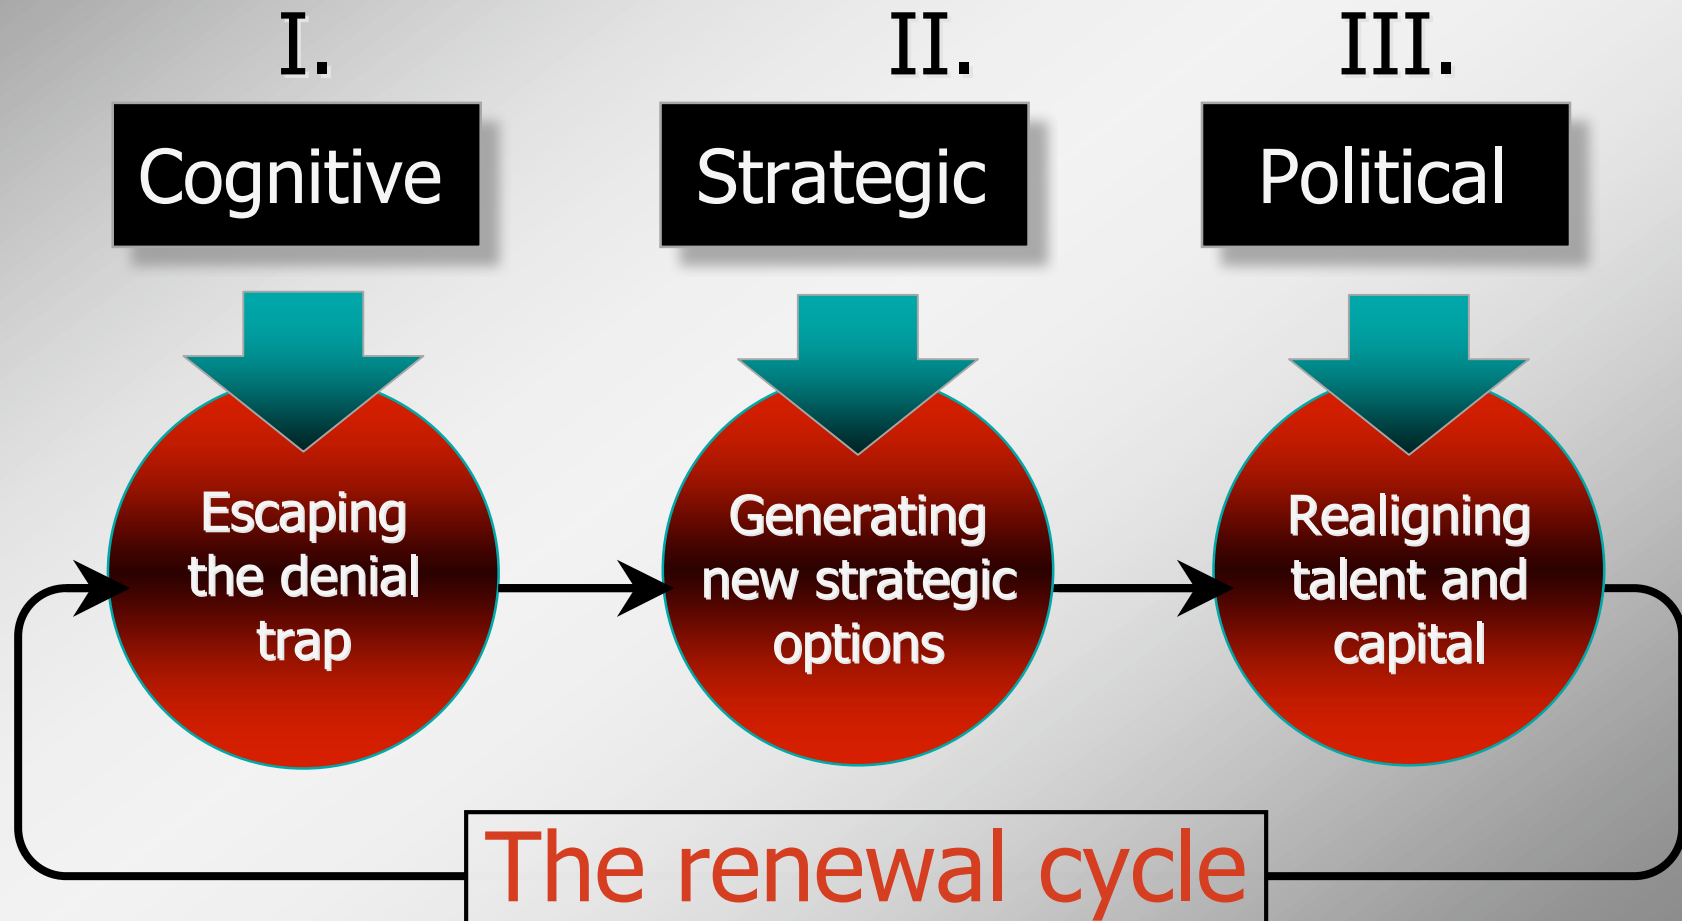 I.
II.
III.
Cognitive
Strategic
Political
Escaping
the denial
trap
Generating
new strategic
options
Realigning
talent and
capital
The renewal cycle